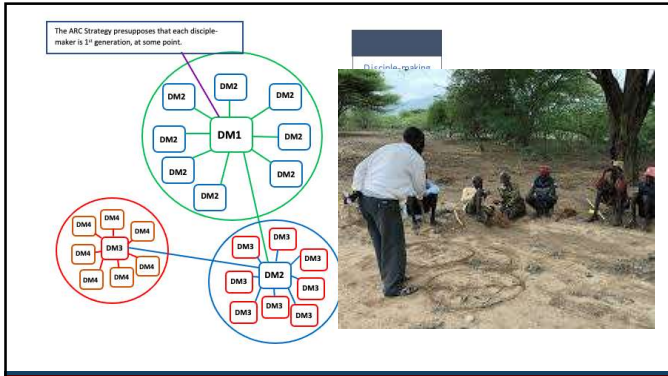 The ARC Strategy presupposes that each disciple-
maker is 1st generation, at some point.
Disciple-making
DM2
DM2
DM2
DM2
DM1
DM2
DM2
DM2
DM2
DM4
DM4
DM4
DM3
DM4
DM4
DM4
DM4
DM3
DM3
DM3
DM3
DM2
DM3
DM3
DM3
DM3